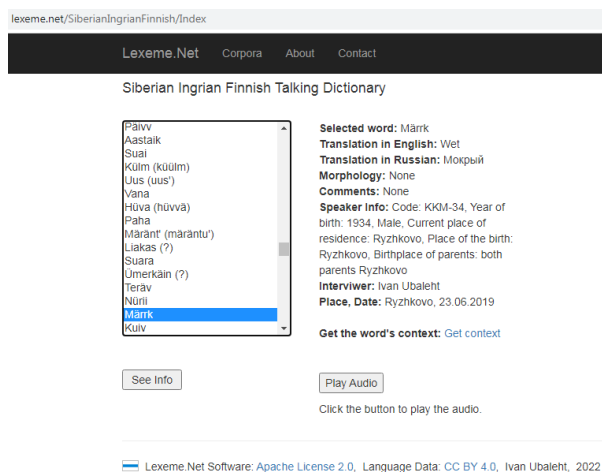 lexeme.net/SiberianIngrianFinnish/Index
Lexeme.Net Corpora About Contact
Siberian Ingrian Finnish Talking Dictionary
Päivv
Aastaik
Suai
Külm (küülm)
Uus (uus')
Vana
Hüva (hüvvä)
Paha
Märänt' (märäntu')
Liakas (?)
Suara
Ümerkäin (?)
Teräv
Nürii
Märrk
Kuiv
See Info
Selected word: Märrk
Translation in English: Wet
Translation in Russian: Мокрый
Morphology: None
Comments: None
Speaker Info: Code: KKM-34, Year of
birth: 1934, Male, Current place of
residence: Ryzhkovo, Place of the birth:
Ryzhkovo, Birthplace of parents: both
parents Ryzhkovo
Interviwer: Ivan Ubaleht
Place, Date: Ryzhkovo, 23.06.2019
Get the word's context: Get context
Play Audio
Click the button to play the audio.
Lexeme.Net Software: Apache License 2.0, Language Data: CC BY 4.0, Ivan Ubaleht, 2022